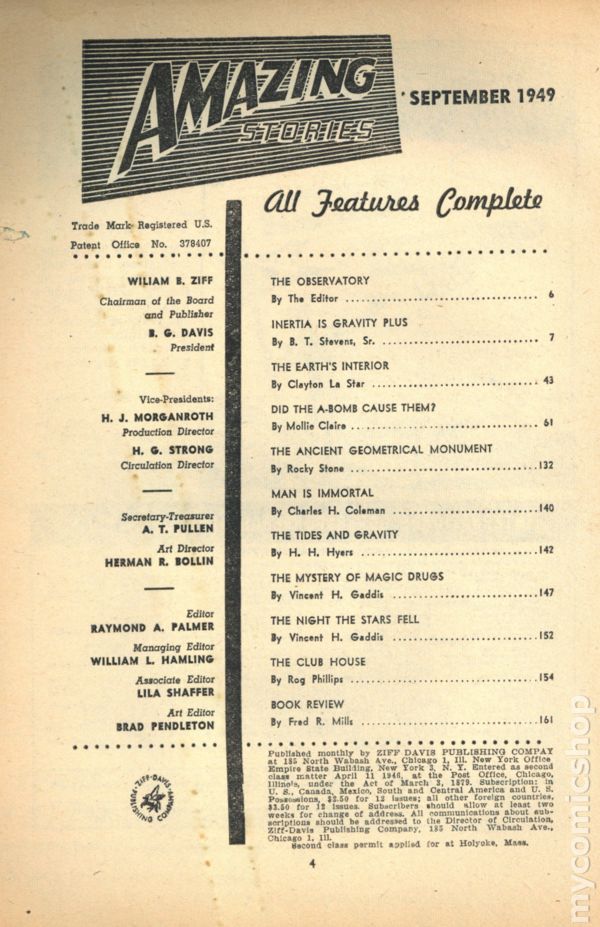 AMAZING
STORIES
SEPTEMBER 1949
All Features Complete
Trade Mark Registered U.S.
Patent Office No. 378407
WILIAM B. ZIFF
Chairman of the Board
and Publisher
B. G. DAVIS
President
Vice-Presidents:
H. J. MORGANROTH
Production Director
H. G. STRONG
Circulation Director
Secretary-Treasurer
A. T. PULLEN
Art Director
HERMAN R. BOLLIN
Editor
RAYMOND A. PALMER
Managing Editor
WILLIAM L. HAMLING
Associate Editor
LILA SHAFFER
Art Editor
BRAD PENDLETON
ZIFF-DAVIS PUBLISHING COMPANY
THE OBSERVATORY
By The Editor ........................................ 6
INERTIA IS GRAVITY PLUS
By B. T. Stevens, Sr. ................................ 7
THE EARTH'S INTERIOR
By Clayton La Star ................................... 43
DID THE A-BOMB CAUSE THEM?
By Mollie Claire ..................................... 61
THE ANCIENT GEOMETRICAL MONUMENT
By Rocky Stone ....................................... 132
MAN IS IMMORTAL
By Charles H. Coleman ................................ 140
THE TIDES AND GRAVITY
By H. H. Hyers ....................................... 142
THE MYSTERY OF MAGIC DRUGS
By Vincent H. Gaddis ................................. 147
THE NIGHT THE STARS FELL
By Vincent H. Gaddis ................................. 152
THE CLUB HOUSE
By Rog Phillips ...................................... 154
BOOK REVIEW
By Fred R. Mills ..................................... 161
Published monthly by ZIFF DAVIS PUBLISHING COMPAY
at 185 North Wabash Ave., Chicago 1, Ill. New York Office
Empire State Building, New York 3, N. Y. Entered as second
class matter April 11 1946, at the Post Office, Chicago,
Illinois, under the Act of March 3, 1879. Subscription: in
U. S., Canada, Mexico, South and Central America and U. S.
Possossions, $2.50 for 12 issues; all other foreign countries,
$3.50 for 12 issues. Subscribers should allow at least two
weeks for change of address. All communications about sub-
scriptions should be addressed to the Director of Circulation,
Ziff-Davis Publishing Company, 185 North Wabash Ave.,
Chicago 1, Ill.
Second class permit applied for at Holyoke, Mass.
4
mycomicshop